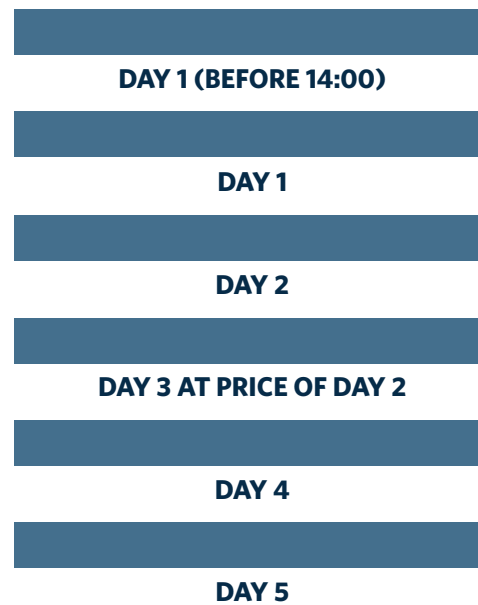 DAY 1 (BEFORE 14:00)
DAY 1
DAY 2
DAY 3 AT PRICE OF DAY 2
DAY 4
DAY 5